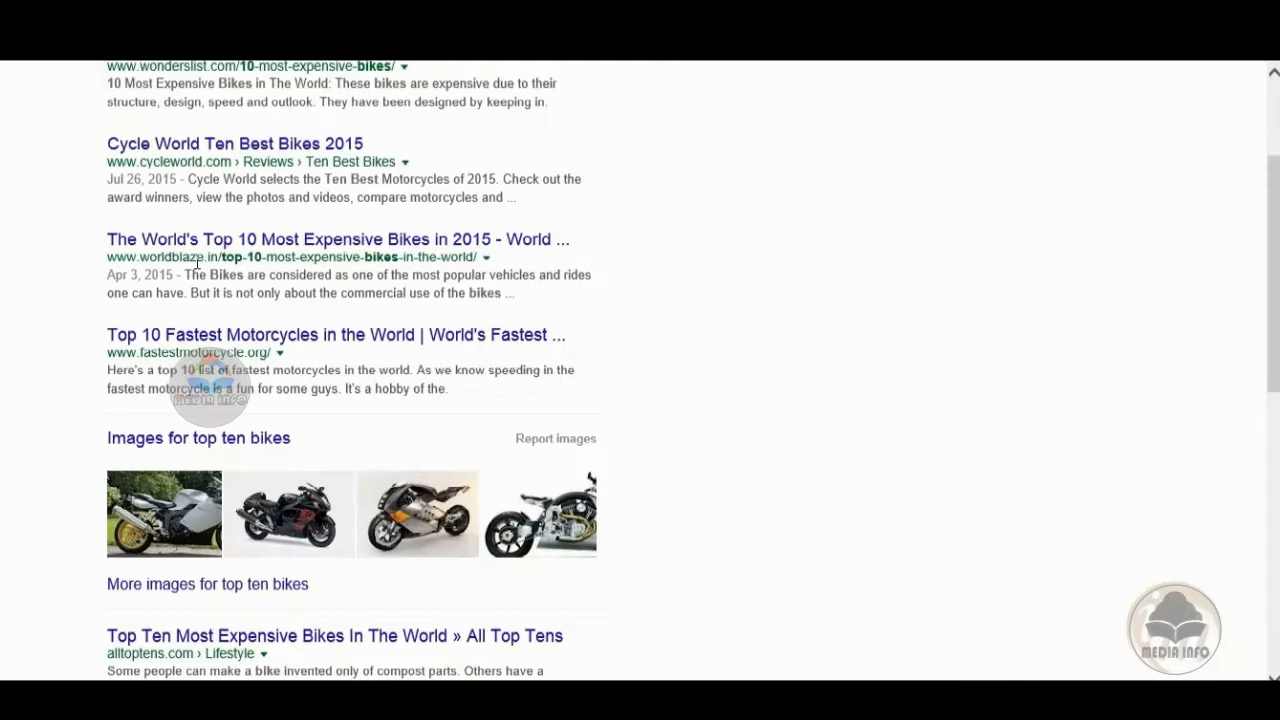 www.wonderslist.com/10-most-expensive-bikes/
10 Most Expensive Bikes in The World: These bikes are expensive due to their
structure, design, speed and outlook. They have been designed by keeping in.
Cycle World Ten Best Bikes 2015
www.cycleworld.com › Reviews › Ten Best Bikes
Jul 26, 2015 - Cycle World selects the Ten Best Motorcycles of 2015. Check out the
award winners, view the photos and videos, compare motorcycles and ...
The World's Top 10 Most Expensive Bikes in 2015 - World ...
www.worldblaze.in/top-10-most-expensive-bikes-in-the-world/
Apr 3, 2015 - The Bikes are considered as one of the most popular vehicles and rides
one can have. But it is not only about the commercial use of the bikes ...
Top 10 Fastest Motorcycles in the World | World's Fastest ...
www.fastestmotorcycle.org/
Here's a top 10 list of fastest motorcycles in the world. As we know speeding in the
fastest motorcycle is a fun for some guys. It's a hobby of the.
MEDIA INFO
Images for top ten bikes
Report images
More images for top ten bikes
Top Ten Most Expensive Bikes In The World » All Top Tens
alltoptens.com › Lifestyle
Some people can make a bike invented only of compost parts. Others have a
MEDIA INFO